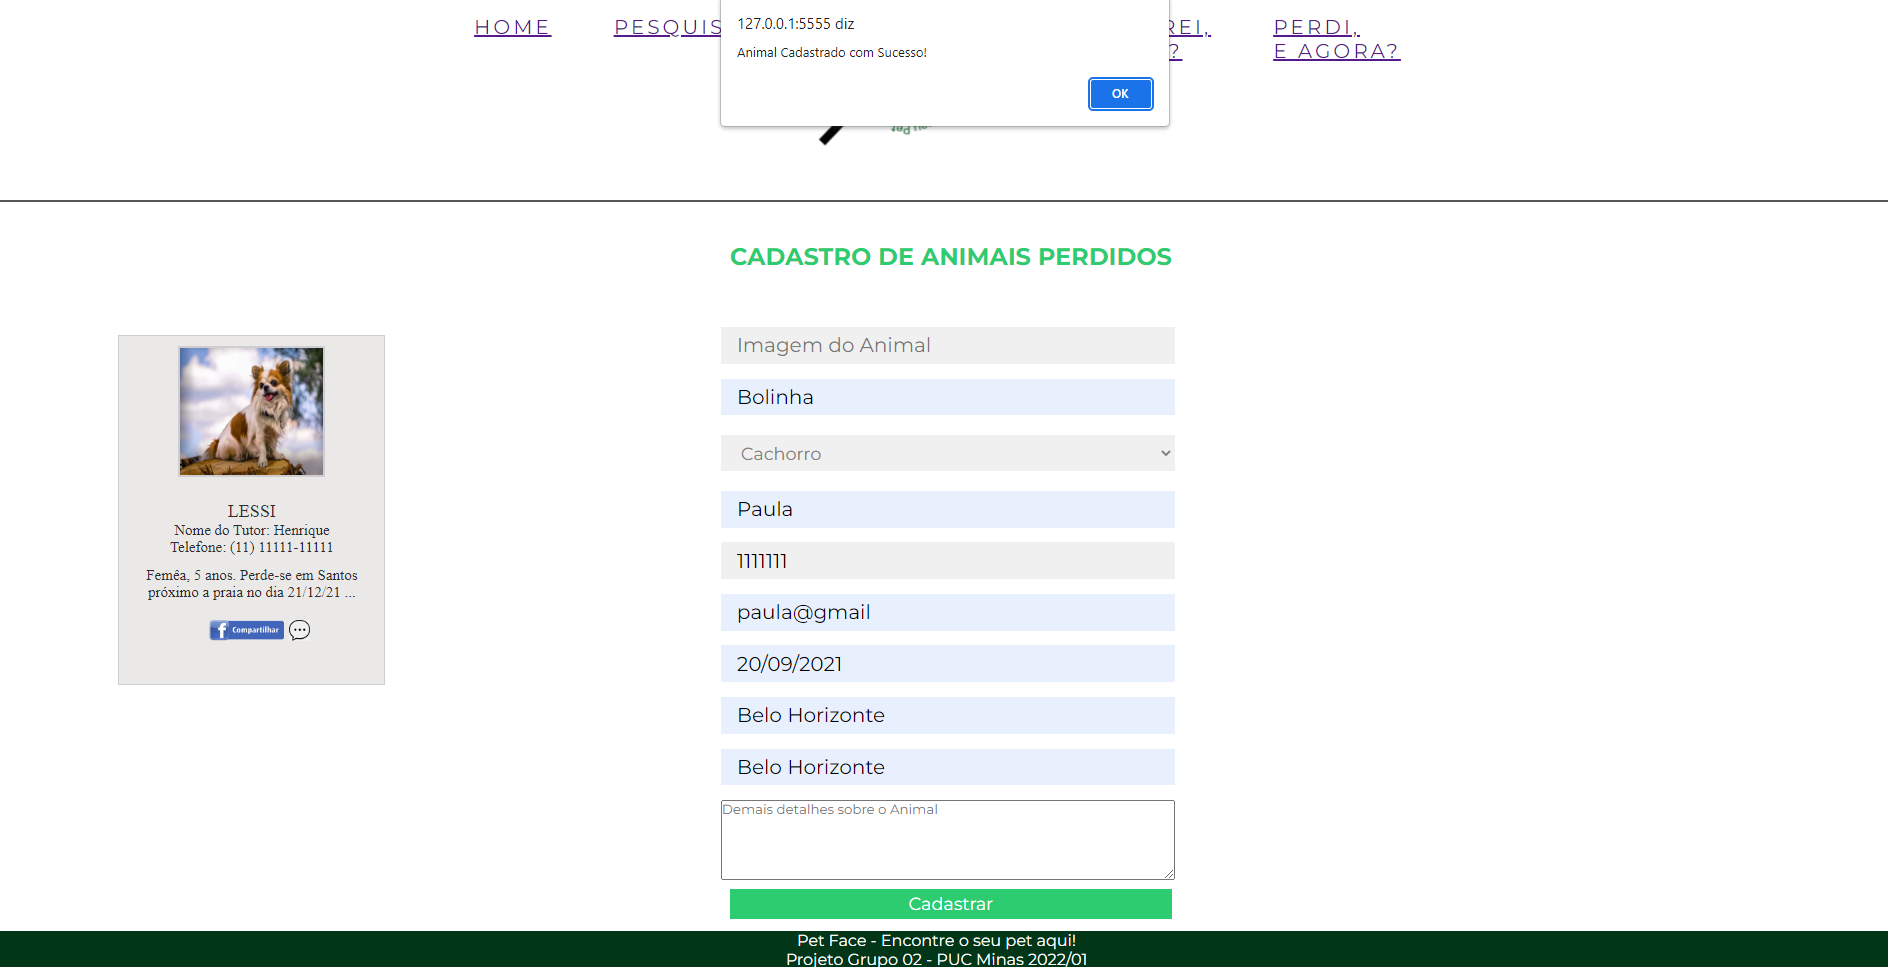 HOME
PESQUIS
127.0.0.1:5555 diz
Animal Cadastrado com Sucesso!
OK
REI,
?
PERDI,
E AGORA?
CADASTRO DE ANIMAIS PERDIDOS
LESSI
Nome do Tutor: Henrique
Telefone: (11) 11111-11111
Femêa, 5 anos. Perde-se em Santos
próximo a praia no dia 21/12/21 ...
Compartilhar
Imagem do Animal
Bolinha
Cachorro
Paula
1111111
paula@gmail
20/09/2021
Belo Horizonte
Belo Horizonte
Demais detalhes sobre o Animal
Cadastrar
Pet Face - Encontre o seu pet aqui!
Projeto Grupo 02 - PUC Minas 2022/01